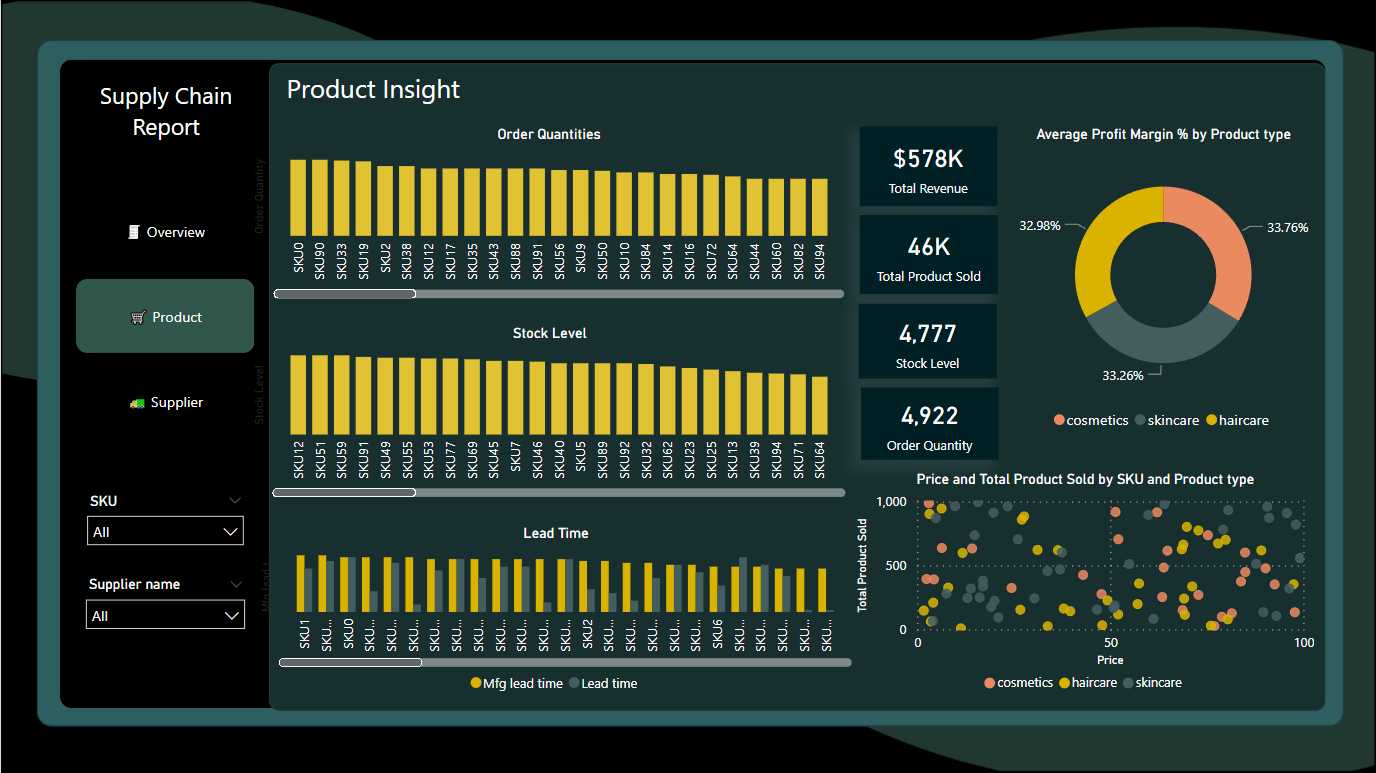 Supply Chain
Report
Overview
Product
Supplier
SKU
All
Supplier name
All
Product Insight
Order Quantities
Order Quantity
SKU0
SKU90
SKU33
SKU19
SKU2
SKU38
SKU12
SKU17
SKU35
SKU43
SKU88
SKU91
SKU56
SKU9
SKU50
SKU10
SKU84
SKU14
SKU16
SKU72
SKU64
SKU44
SKU60
SKU82
SKU94
Stock Level
Stock Level
SKU12
SKU51
SKU59
SKU91
SKU49
SKU55
SKU53
SKU77
SKU69
SKU45
SKU7
SKU46
SKU40
SKU5
SKU89
SKU92
SKU32
SKU62
SKU23
SKU25
SKU13
SKU39
SKU94
SKU71
SKU64
Lead Time
SKU1
SKU...
SKU0
SKU...
SKU...
SKU...
SKU...
SKU...
SKU...
SKU...
SKU...
SKU...
SKU...
SKU2
SKU...
SKU...
SKU...
SKU...
SKU...
SKU6
SKU...
SKU...
SKU...
SKU...
SKU...
Mfg lead time
Lead time
$578K
Total Revenue
46K
Total Product Sold
4,777
Stock Level
4,922
Order Quantity
Average Profit Margin % by Product type
32.98%
33.76%
33.26%
cosmetics
skincare
haircare
Price and Total Product Sold by SKU and Product type
Total Product Sold
1,000
500
0
0
50
100
Price
cosmetics
haircare
skincare